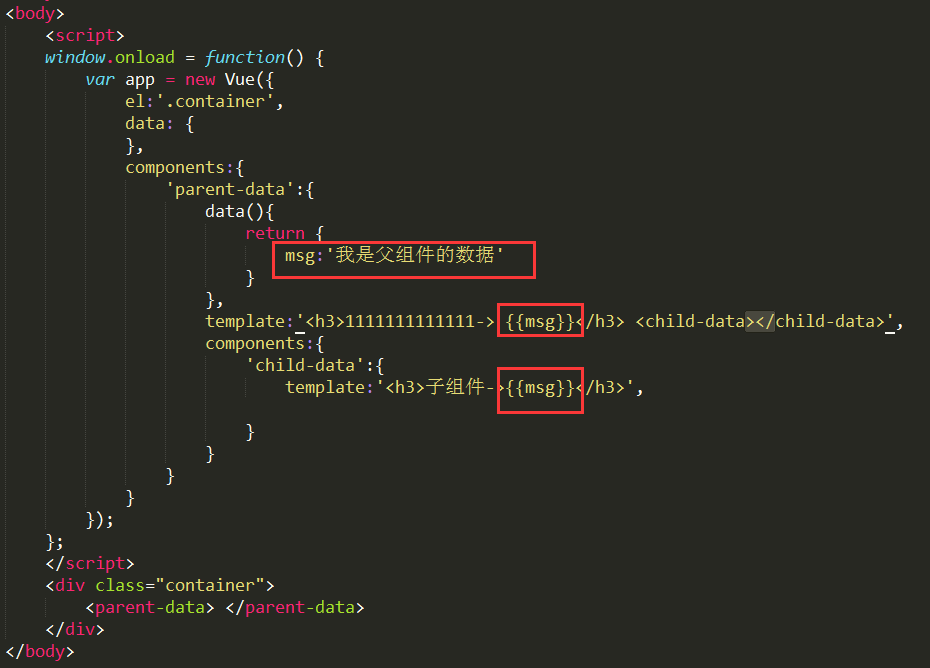 <body>
<script>
window.onload = function() {
var app = new Vue({
el:'.container',
data: {
},
components:{
'parent-data':{
data(){
return {
msg:'我是父组件的数据'
}
},
template:'<h3>1111111111111-> {{msg}}</h3> <child-data></child-data>',
components:{
'child-data':{
template:'<h3>子组件->{{msg}}</h3>',
}
}
}
}
});
};
</script>
<div class="container">
<parent-data> </parent-data>
</div>
</body>